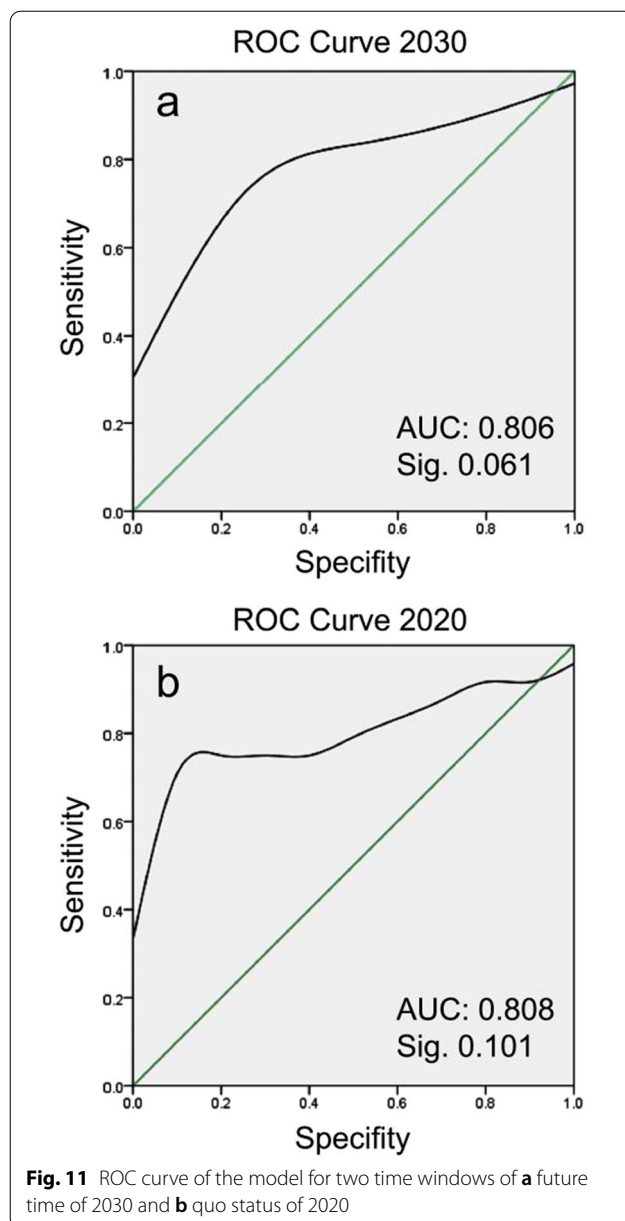 ROC Curve 2030
a
1.0
0.8
0.6
0.4
0.2
0.0
Sensitivity
AUC: 0.806
Sig. 0.061
0.0 0.2 0.4 0.6 0.8 1.0
Specifity
ROC Curve 2020
b
1.0
0.8
0.6
0.4
0.2
0.0
Sensitivity
AUC: 0.808
Sig. 0.101
0.0 0.2 0.4 0.6 0.8 1.0
Specifity
Fig. 11 ROC curve of the model for two time windows of a future
time of 2030 and b quo status of 2020